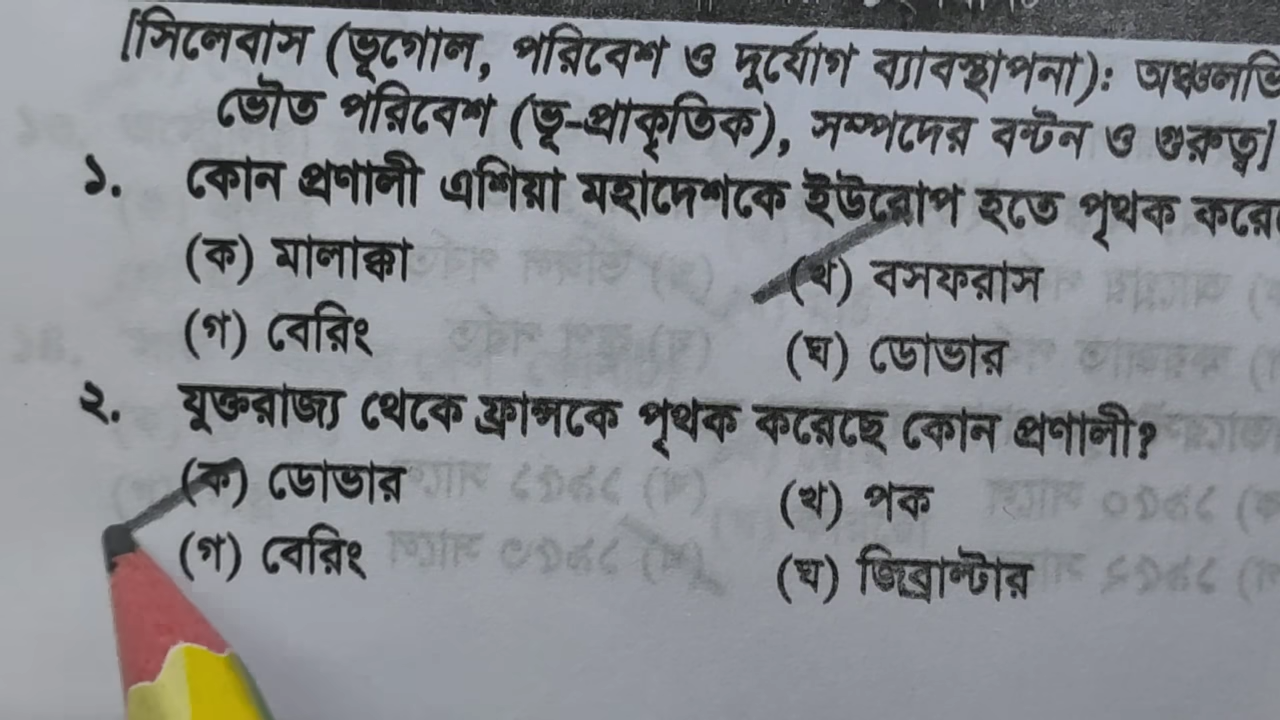 [সিলেবাস (ভূগোল, পরিবেশ ও দুর্যোগ ব্যাবস্থাপনা): অঞ্চলভি
ভৌত পরিবেশ (ভূ-প্রাকৃতিক), সম্পদের বন্টন ও গুরুত্ব]
১. কোন প্রণালী এশিয়া মহাদেশকে ইউরোপ হতে পৃথক করে
(ক) মালাক্কা (খ) বসফরাস
(গ) বেরিং (ঘ) ডোভার
২. যুক্তরাজ্য থেকে ফ্রান্সকে পৃথক করেছে কোন প্রণালী?
(ক) ডোভার (খ) পক
(গ) বেরিং (ঘ) জিব্রাল্টার